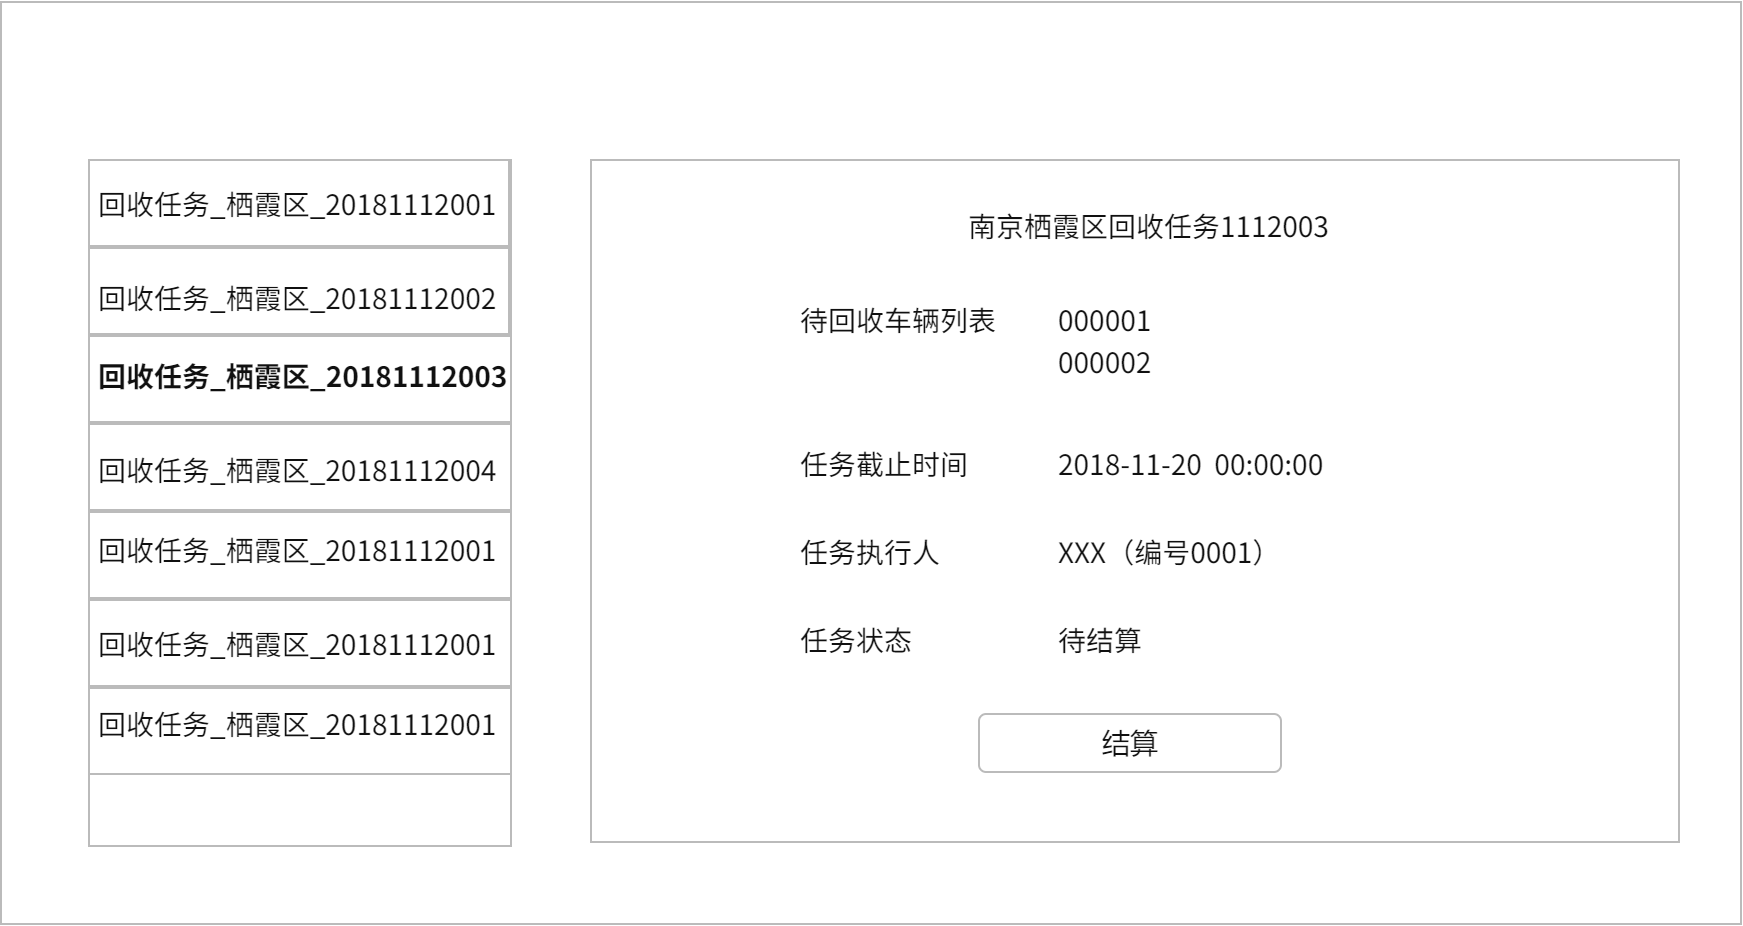 回收任务_栖霞区_20181112001
回收任务_栖霞区_20181112002
回收任务_栖霞区_20181112003
回收任务_栖霞区_20181112004
回收任务_栖霞区_20181112001
回收任务_栖霞区_20181112001
回收任务_栖霞区_20181112001
南京栖霞区回收任务1112003
待回收车辆列表 000001
000002
任务截止时间 2018-11-20 00:00:00
任务执行人 XXX（编号0001）
任务状态 待结算
结算